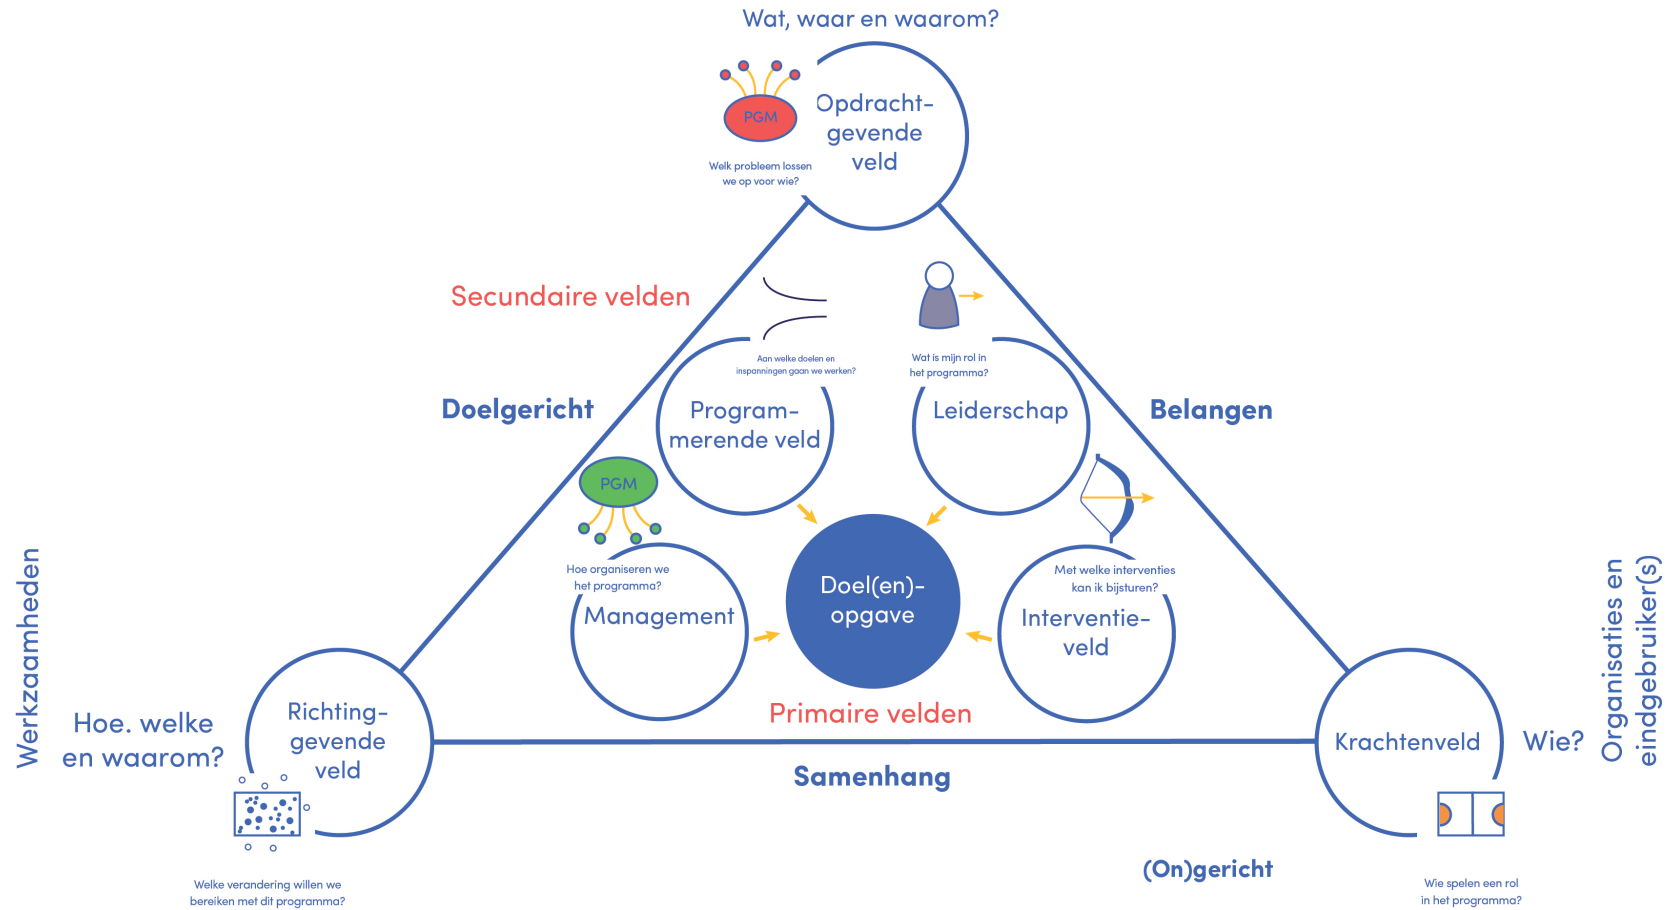 Wat, waar en waarom?
PGM
Opdracht-
gevende
veld
Welk probleem lossen
we op voor wie?
Secundaire velden
Aan welke doelen en
inspanningen gaan we werken?
Wat is mijn rol in
het programma?
Doelgericht
Program-
merende veld
Leiderschap
Belangen
PGM
Hoe organiseren we
het programma?
Management
Doel(en)-
opgave
Met welke interventies
kan ik bijsturen?
Interventie-
veld
Primaire velden
Werkzaamheden
Hoe. welke
en waarom?
Richting-
gevende
veld
Samenhang
Krachtenveld
Wie?
Organisaties en
eindgebruiker(s)
(On)gericht
Welke verandering willen we
bereiken met dit programma?
Wie spelen een rol
in het programma?